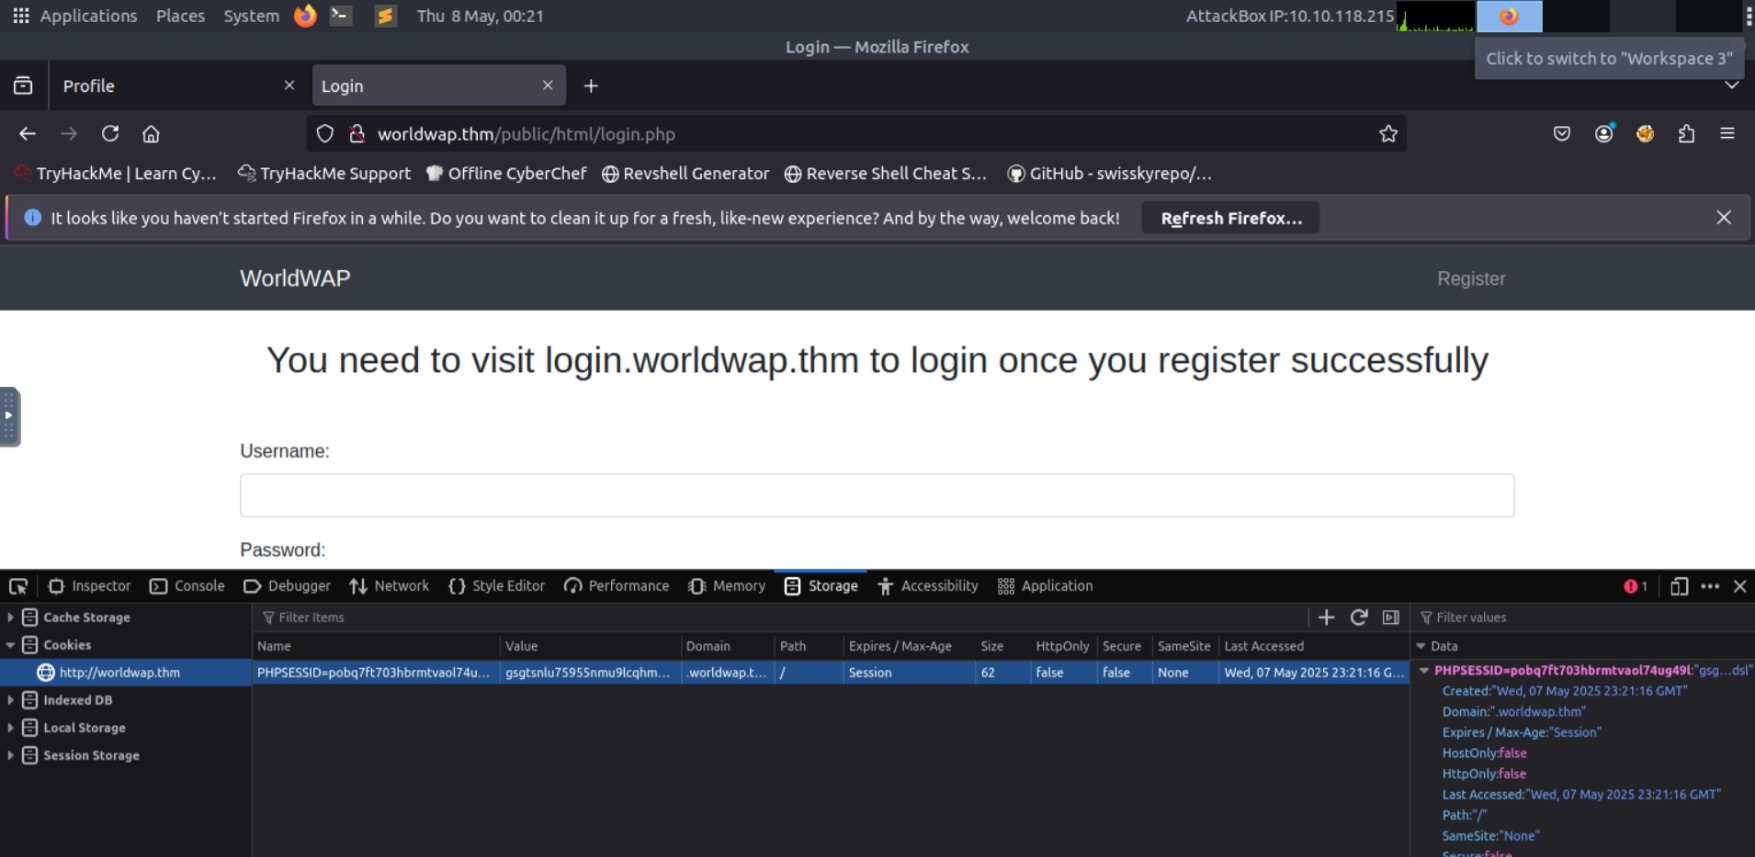 Applications Places System Thu 8 May, 00:21 AttackBox IP:10.10.118.215
Login — Mozilla Firefox
Click to switch to "Workspace 3"
Profile
Login
worldwap.thm/public/html/login.php
TryHackMe | Learn Cy... TryHackMe Support Offline CyberChef Revshell Generator Reverse Shell Cheat S... GitHub - swisskyrepo/...
It looks like you haven't started Firefox in a while. Do you want to clean it up for a fresh, like-new experience? And by the way, welcome back! Refresh Firefox...
WorldWAP Register
You need to visit login.worldwap.thm to login once you register successfully
Username:
Password:
Inspector Console Debugger Network Style Editor Performance Memory Storage Accessibility Application 1
Cache Storage
Cookies
http://worldwap.thm
Indexed DB
Local Storage
Session Storage
Filter Items
Name Value Domain Path Expires / Max-Age Size HttpOnly Secure SameSite Last Accessed
PHPSESSID=pobq7ft703hbrmtvaol74u... gsgtsnlu75955nmu9lcqhm... .worldwap.t... / Session 62 false false None Wed, 07 May 2025 23:21:16 G...
Filter values
Data
PHPSESSID=pobq7ft703hbrmtvaol74ug49l:"gsg...dsl"
Created:"Wed, 07 May 2025 23:21:16 GMT"
Domain:".worldwap.thm"
Expires / Max-Age:"Session"
HostOnly:false
HttpOnly:false
Last Accessed:"Wed, 07 May 2025 23:21:16 GMT"
Path:"/"
SameSite:"None"
Secure:false